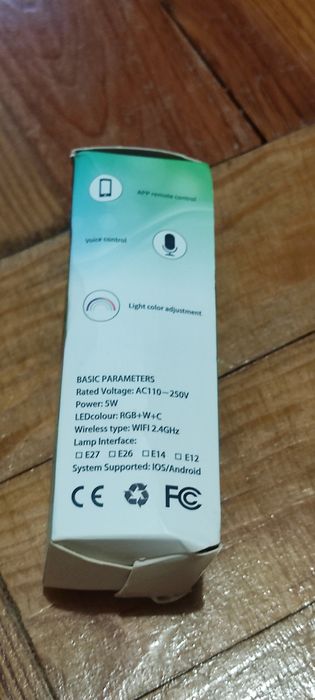 APP remote control
Voice control
Light color adjustment
BASIC PARAMETERS
Rated Voltage: AC110~250V
Power: 5W
LEDcolour: RGB+W+C
Wireless type: WIFI 2.4GHz
Lamp Interface:
☐ E27 ☐ E26 ☐ E14 ☐ E12
System Supported: IOS/Android
CE FC